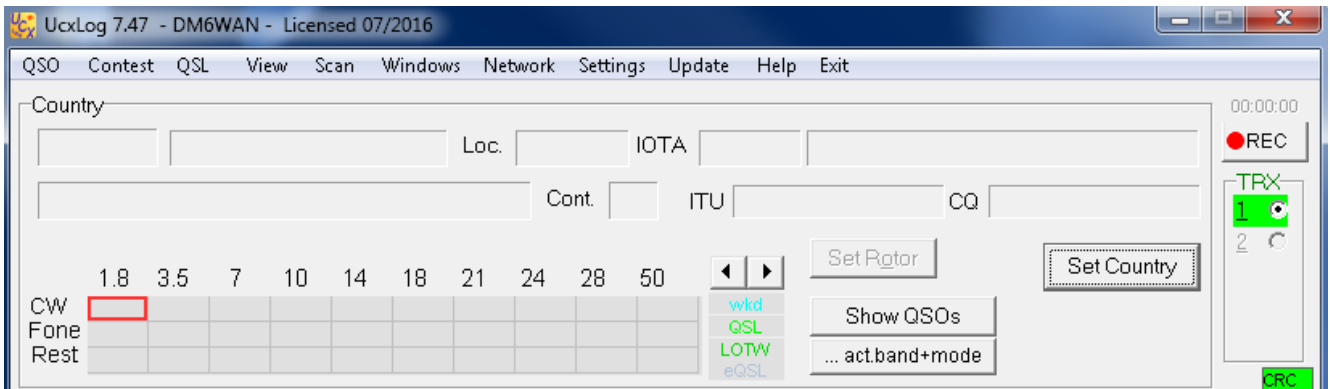 UcxLog 7.47 - DM6WAN - Licensed 07/2016
QSO Contest QSL View Scan Windows Network Settings Update Help Exit
Country
00:00:00
Loc. IOTA
REC
Cont. ITU CQ
TRX
1
2
Set Rotor
Set Country
1.8 3.5 7 10 14 18 21 24 28 50
CW
Fone
Rest
wkd
QSL
LOTW
eQSL
Show QSOs
... act.band+mode
CRC